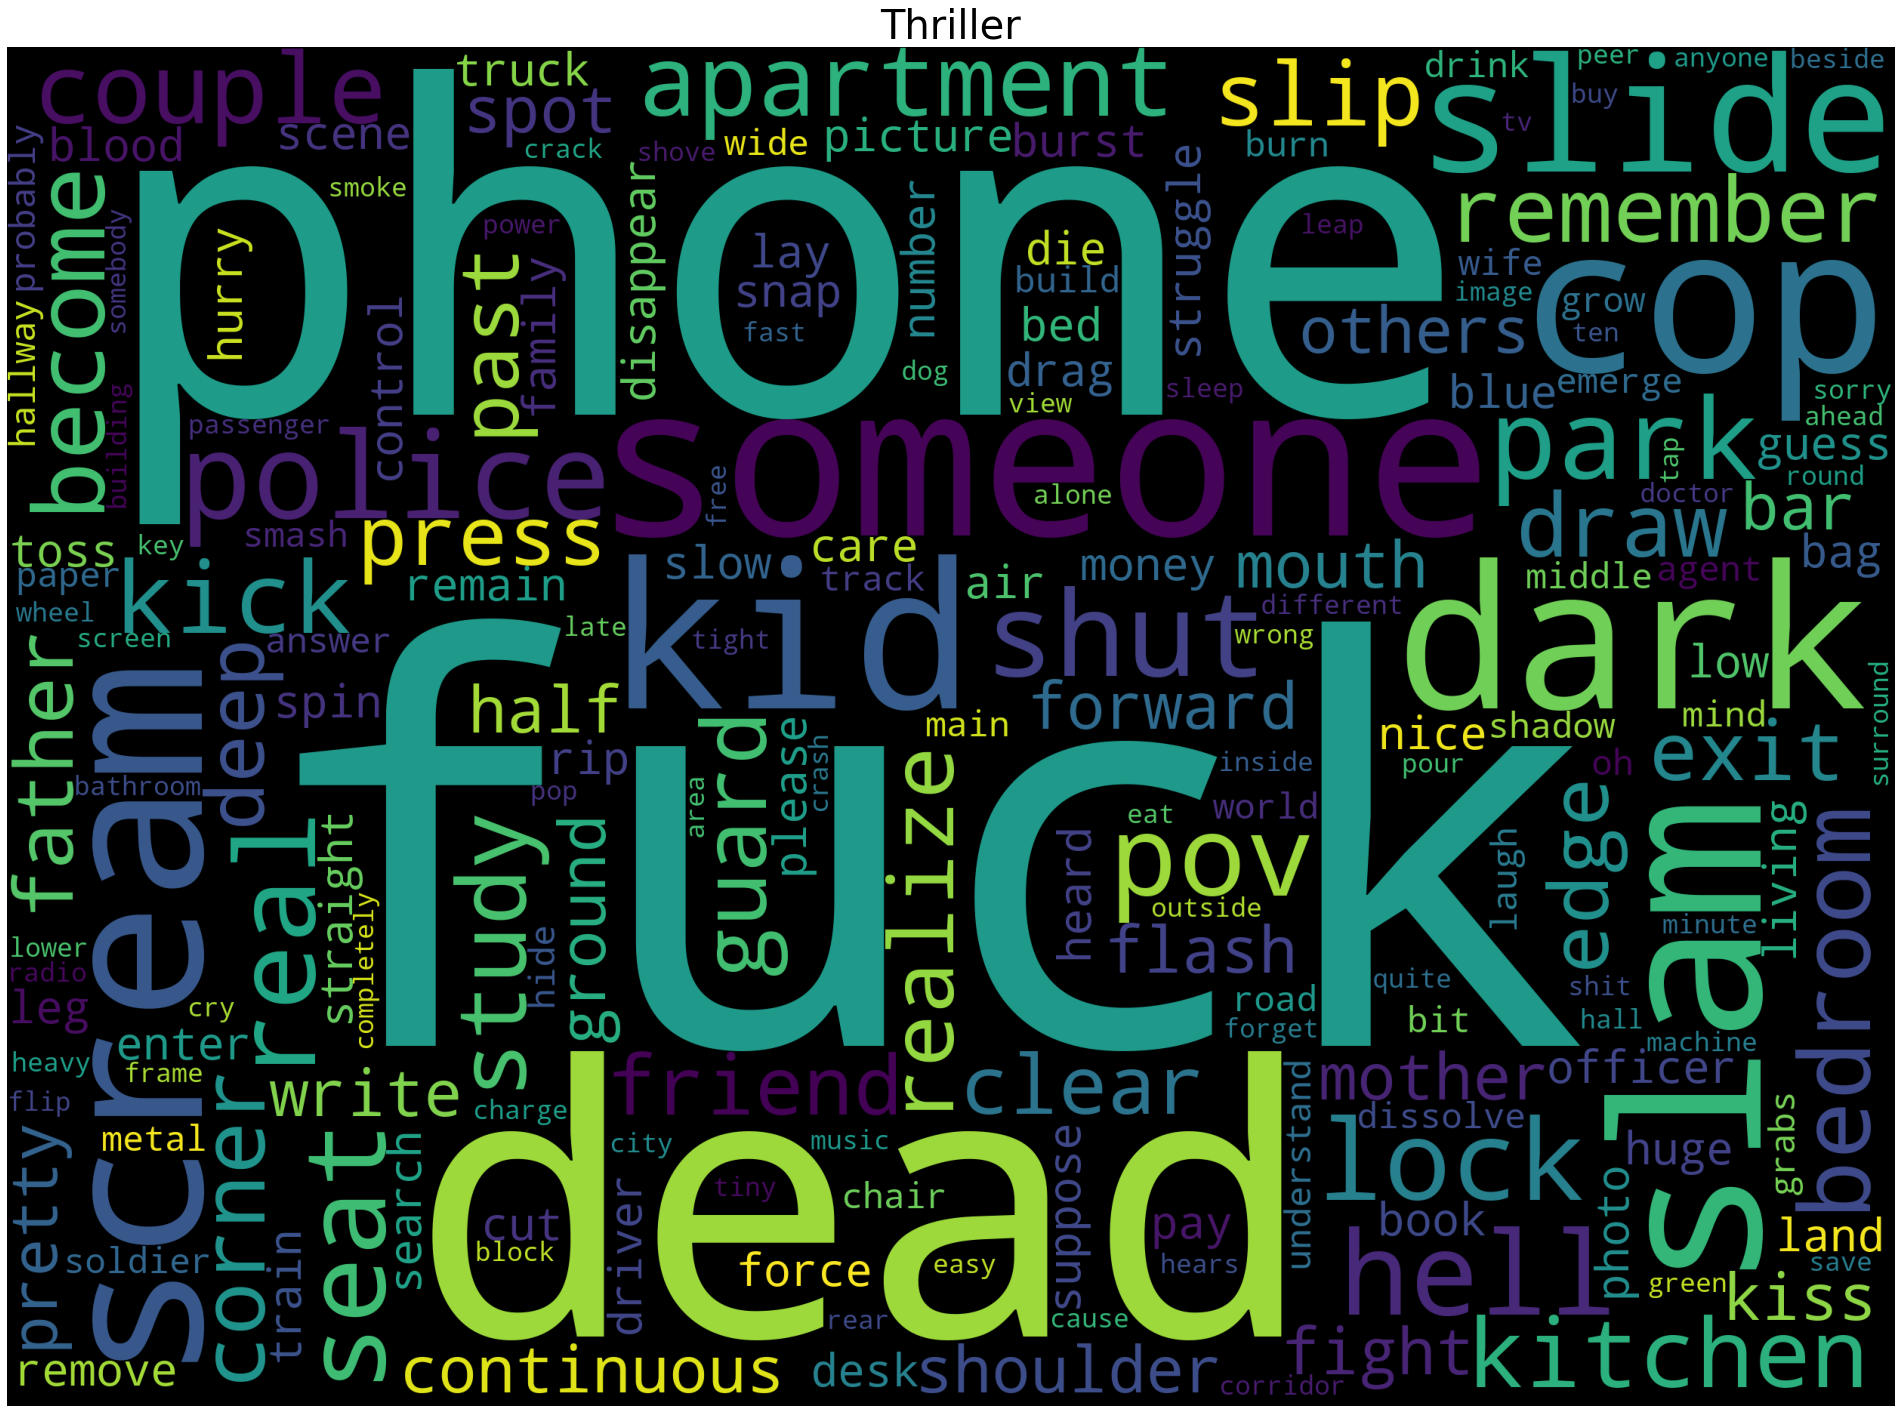 Thriller
couple
truck
spot
apartment
slip
drink
peer
anyone
beside
slide
buy
tv
blood
scene
crack
shove
wide
picture
burst
burn
probably
become
somebody
smoke
phone
hurry
power
disappear
number
lay
snap
fast
die
build
bed
drag
view
struggle
leap
remember
wife
image
cop
grow
ten
others
hallway
building
control
past
family
dog
sleep
blue
emerge
sorry
ahead
passenger
police
someone
free
alone
park
tap
guess
round
doctor
bar
draw
bag
toss
key
smash
press
paper
wheel
kick
screen
remain
slow
care
track
air
money
mouth
middle
agent
different
kid
shut
dark
late
tight
wrong
answer
father
scream
deep
spin
half
low
forward
main
nice
shadow
mind
surround
exit
bathroom
rip
pop
guard
please
crash
area
realize
inside
pour
oh
world
fuck
real
straight
study
ground
eat
heard
pov
outside
laugh
edge
slam
living
bedroom
minute
lower
radio
leg
completely
hide
flash
quite
shit
cry
road
forget
bit
hall
machine
enter
heavy
frame
flip
corner
write
charge
friend
clear
mother
officer
understand
dissolve
metal
pretty
seat
search
dead
city
music
tiny
chair
suppose
lock
huge
grabs
soldier
train
cut
block
driver
force
easy
pay
hears
book
photo
land
save
hell
green
kiss
rear
cause
remove
continuous
desk
shoulder
corridor
fight
kitchen